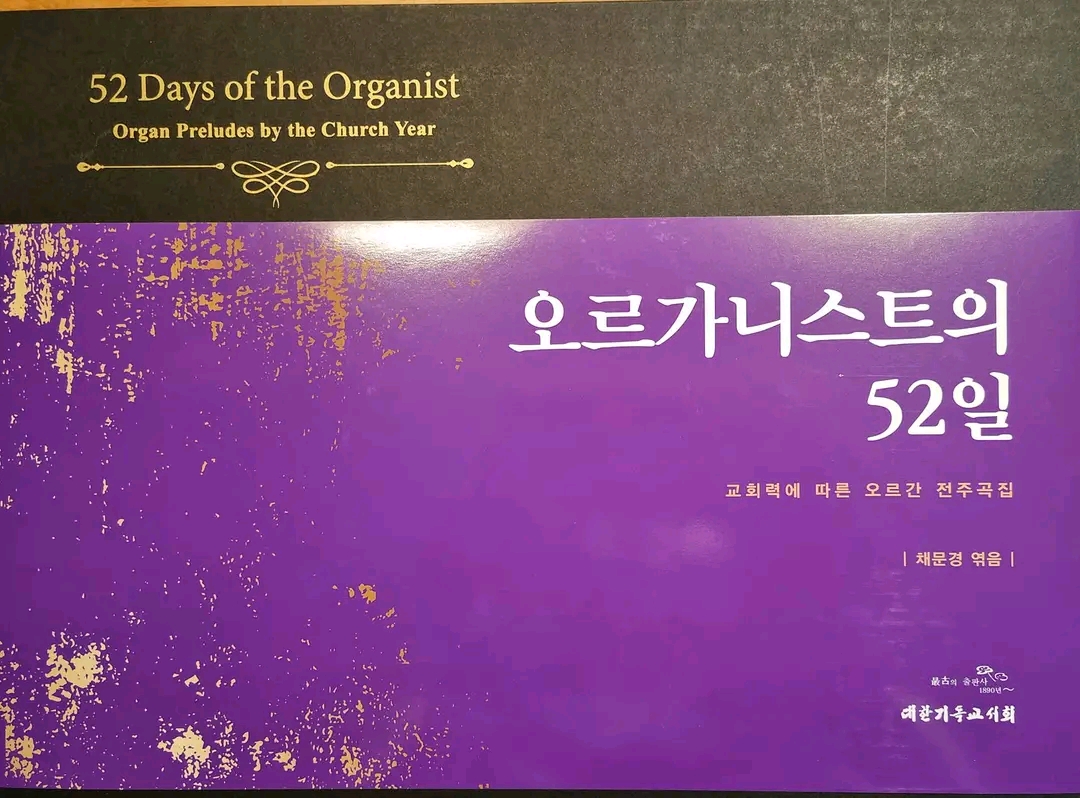 52 Days of the Organist
Organ Preludes by the Church Year
오르가니스트의
52일
교회력에 따른 오르간 전주곡집
| 채문경 엮음 |
最古의 출판사
1890년~
대한기독교서회